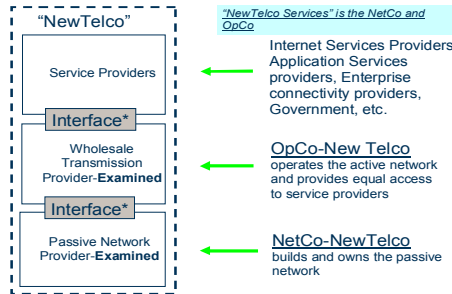 “NewTelco”
“NewTelco Services” is the NetCo and
OpCo
Service Providers
Internet Services Providers
Application Services
providers, Enterprise
connectivity providers,
Government, etc.
Interface*
Wholesale
Transmission
Provider-Examined
OpCo-New Telco
operates the active network
and provides equal access
to service providers
Interface*
Passive Network
Provider-Examined
NetCo-NewTelco
builds and owns the passive
network